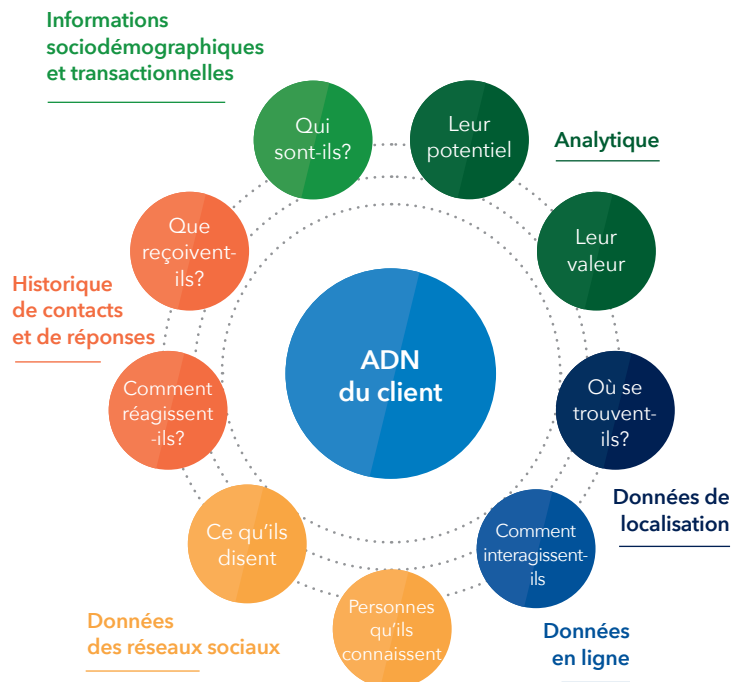 Informations
sociodémographiques
et transactionnelles
Qui
sont-ils?
Leur
potentiel
Analytique
Leur
valeur
Où se
trouvent-
ils?
Données de
localisation
Comment
interagissent-
ils
Données
en ligne
Personnes
qu'ils
connaissent
Ce qu'ils
disent
Données
des réseaux sociaux
Comment
réagissent
-ils?
Historique
de contacts
et de réponses
Que
reçoivent-
ils?
ADN
du client